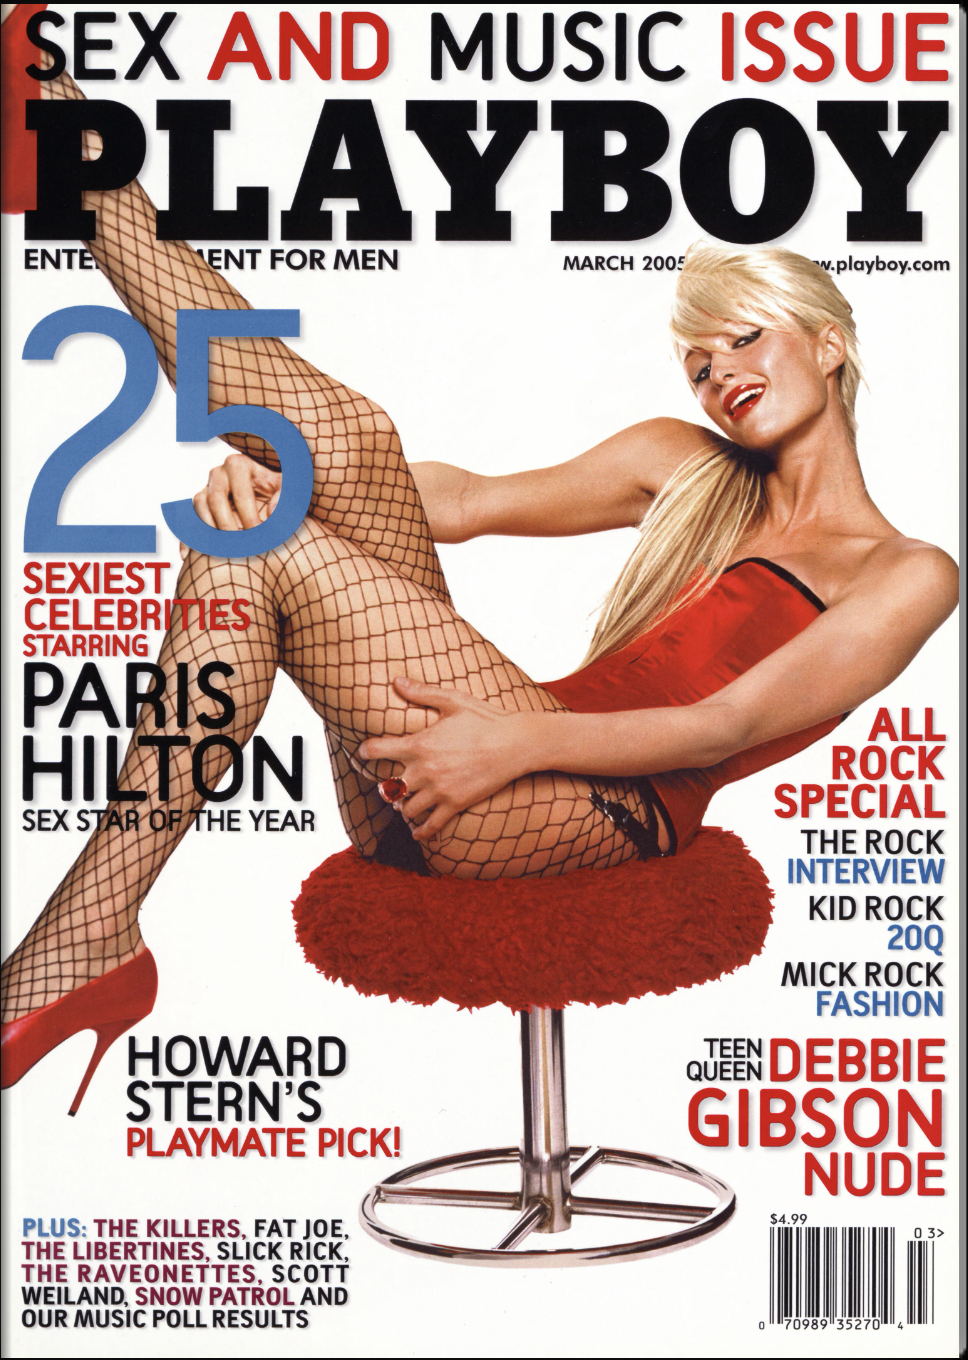 SEX AND MUSIC ISSUE
PLAYBOY
ENTE MENT FOR MEN
MARCH 2005 w.playboy.com
25
SEXIEST
CELEBRITIES
STARRING
PARIS
HILTON
SEX STAR OF THE YEAR
ALL
ROCK
SPECIAL
THE ROCK
INTERVIEW
KID ROCK
20Q
MICK ROCK
FASHION
TEEN
QUEEN DEBBIE
GIBSON
NUDE
HOWARD
STERN'S
PLAYMATE PICK!
PLUS: THE KILLERS, FAT JOE,
THE LIBERTINES, SLICK RICK,
THE RAVEONETTES, SCOTT
WEILAND, SNOW PATROL AND
OUR MUSIC POLL RESULTS
$4.99
0 3>
0 70989 35270 4